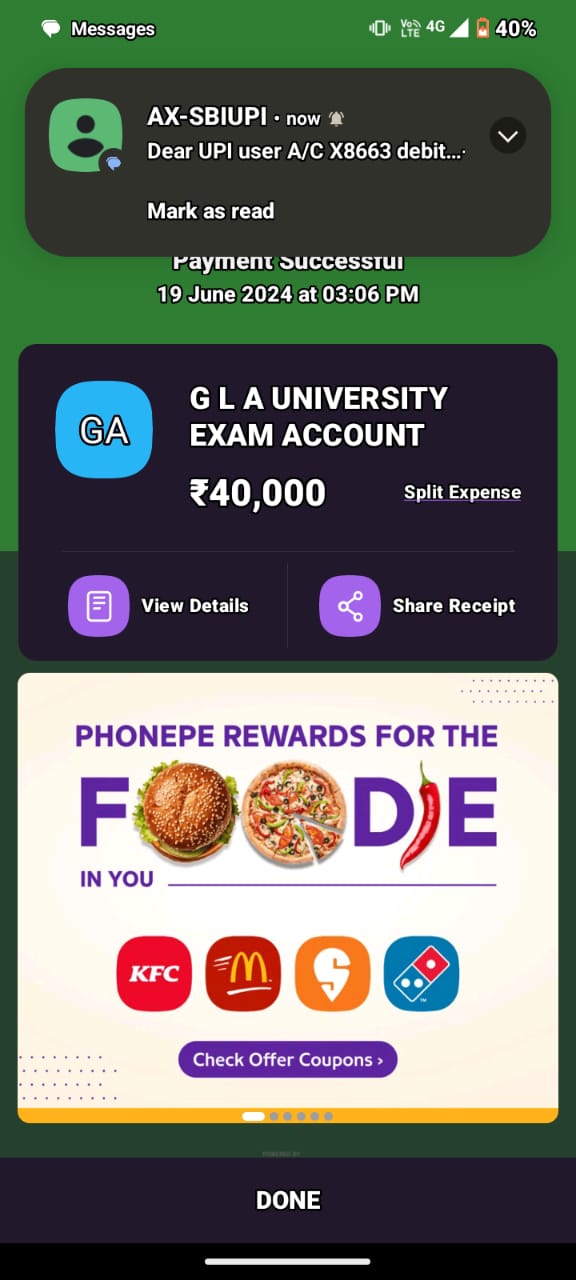 Messages
Vo LTE 4G 40%
AX-SBIUPI • now
Dear UPI user A/C X8663 debit...
Mark as read
Payment Successful
19 June 2024 at 03:06 PM
GA
G L A UNIVERSITY
EXAM ACCOUNT
₹40,000
Split Expense
View Details
Share Receipt
PHONEPE REWARDS FOR THE
FOODIE
IN YOU
KFC
Check Offer Coupons ›
POWERED BY
DONE